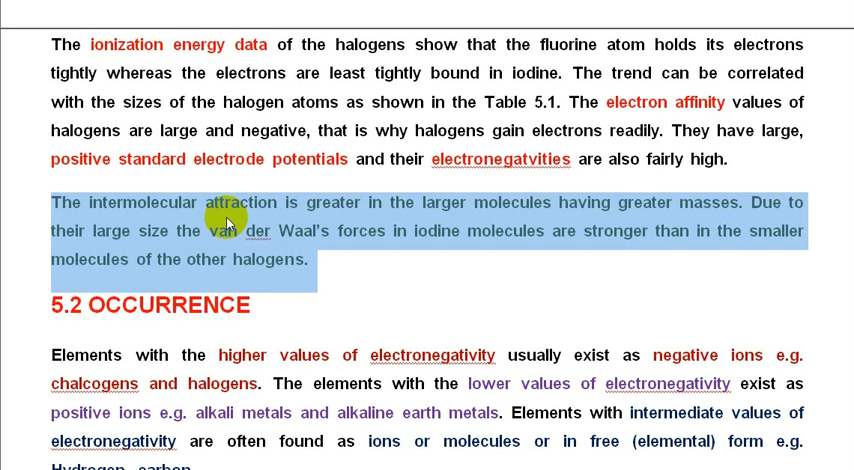 The ionization energy data of the halogens show that the fluorine atom holds its electrons
tightly whereas the electrons are least tightly bound in iodine. The trend can be correlated
with the sizes of the halogen atoms as shown in the Table 5.1. The electron affinity values of
halogens are large and negative, that is why halogens gain electrons readily. They have large,
positive standard electrode potentials and their electronegatvities are also fairly high.
The intermolecular attraction is greater in the larger molecules having greater masses. Due to
their large size the van der Waal's forces in iodine molecules are stronger than in the smaller
molecules of the other halogens.
5.2 OCCURRENCE
Elements with the higher values of electronegativity usually exist as negative ions e.g.
chalcogens and halogens. The elements with the lower values of electronegativity exist as
positive ions e.g. alkali metals and alkaline earth metals. Elements with intermediate values of
electronegativity are often found as ions or molecules or in free (elemental) form e.g.
Hydrogen, carbon